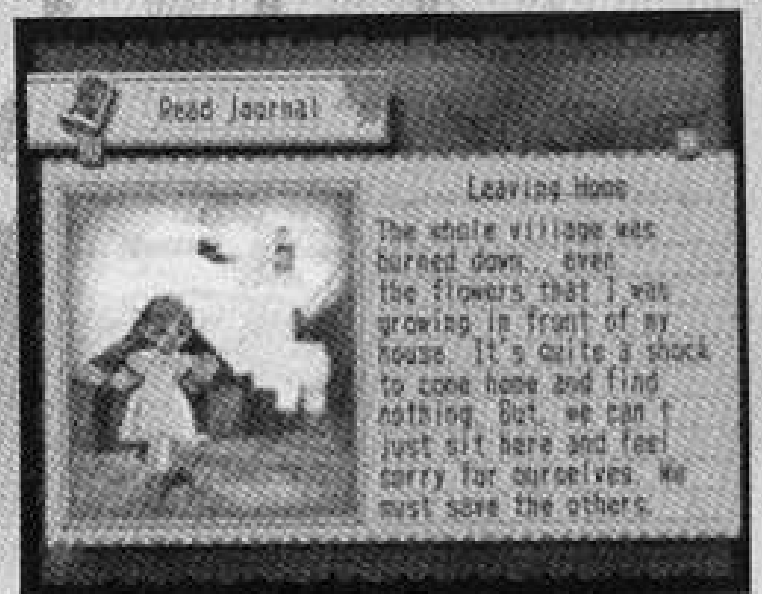 Read Journal
Leaving Home
The whole village was
burned down... even
the flowers that I was
growing in front of my
house. It's quite a shock
to come home and find
nothing. But, we can't
just sit here and feel
sorry for ourselves. We
must save the others.